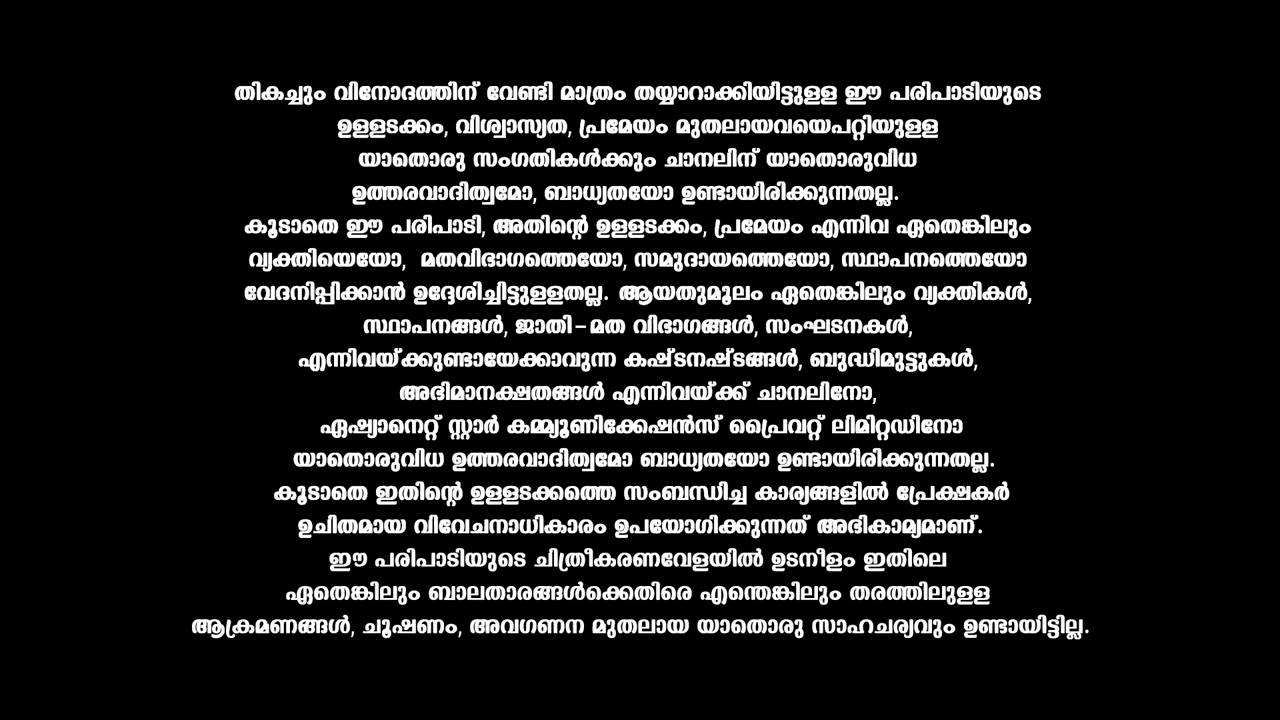 തികച്ചും വിനോദത്തിന് വേണ്ടി മാത്രം തയ്യാറാക്കിയിട്ടുള്ള ഈ പരിപാടിയുടെ
ഉള്ളടക്കം, വിശ്വാസ്യത, പ്രമേയം മുതലായവയെപറ്റിയുള്ള
യാതൊരു സംഗതികൾക്കും ചാനലിന് യാതൊരുവിധ
ഉത്തരവാദിത്വമോ, ബാധ്യതയോ ഉണ്ടായിരിക്കുന്നതല്ല.
കൂടാതെ ഈ പരിപാടി, അതിന്റെ ഉള്ളടക്കം, പ്രമേയം എന്നിവ ഏതെങ്കിലും
വ്യക്തിയെയോ, മതവിഭാഗത്തെയോ, സമുദായത്തെയോ, സ്ഥാപനത്തെയോ
വേദനിപ്പിക്കാൻ ഉദ്ദേശിച്ചിട്ടുള്ളതല്ല. ആയതുമൂലം ഏതെങ്കിലും വ്യക്തികൾ,
സ്ഥാപനങ്ങൾ, ജാതി – മത വിഭാഗങ്ങൾ, സംഘടനകൾ,
എന്നിവയ്ക്കുണ്ടായേക്കാവുന്ന കഷ്ടനഷ്ടങ്ങൾ, ബുദ്ധിമുട്ടുകൾ,
അഭിമാനക്ഷതങ്ങൾ എന്നിവയ്ക്ക് ചാനലിനോ,
ഏഷ്യാനെറ്റ് സ്റ്റാർ കമ്മ്യൂണിക്കേഷൻസ് പ്രൈവറ്റ് ലിമിറ്റഡിനോ
യാതൊരുവിധ ഉത്തരവാദിത്വമോ ബാധ്യതയോ ഉണ്ടായിരിക്കുന്നതല്ല.
കൂടാതെ ഇതിന്റെ ഉള്ളടക്കത്തെ സംബന്ധിച്ച കാര്യങ്ങളിൽ പ്രേക്ഷകർ
ഉചിതമായ വിവേചനാധികാരം ഉപയോഗിക്കുന്നത് അഭികാമ്യമാണ്.
ഈ പരിപാടിയുടെ ചിത്രീകരണവേളയിൽ ഉടനീളം ഇതിലെ
ഏതെങ്കിലും ബാലതാരങ്ങൾക്കെതിരെ എന്തെങ്കിലും തരത്തിലുള്ള
ആക്രമണങ്ങൾ, ചൂഷണം, അവഗണന മുതലായ യാതൊരു സാഹചര്യവും ഉണ്ടായിട്ടില്ല.